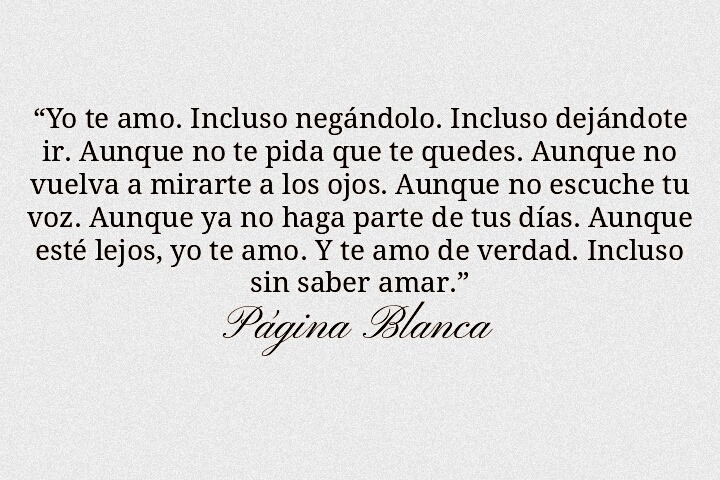 “Yo te amo. Incluso negándolo. Incluso dejándote
ir. Aunque no te pida que te quedes. Aunque no
vuelva a mirarte a los ojos. Aunque no escuche tu
voz. Aunque ya no haga parte de tus días. Aunque
esté lejos, yo te amo. Y te amo de verdad. Incluso
sin saber amar.”
Página Blanca